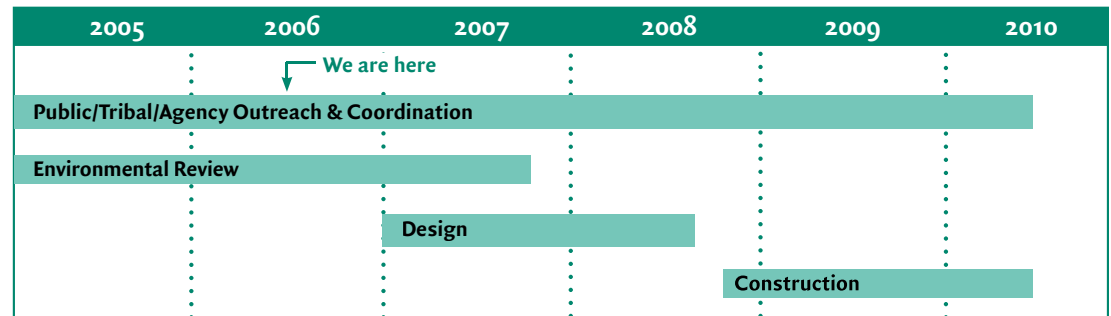 2005 2006 2007 2008 2009 2010
We are here
Public/Tribal/Agency Outreach & Coordination
Environmental Review
Design
Construction